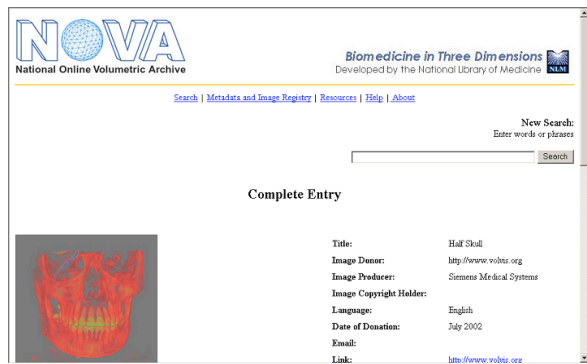 NOVA
National Online Volumetric Archive
Biomedicine in Three Dimensions
Developed by the National Library of Medicine NLM
Search | Metadata and Image Registry | Resources | Help | About
New Search:
Enter words or phrases
Search
Complete Entry
Title: Half Skull
Image Donor: http://www.volvis.org
Image Producer: Siemens Medical Systems
Image Copyright Holder:
Language: English
Date of Donation: July 2002
Email:
Link: http://www.volvis.org